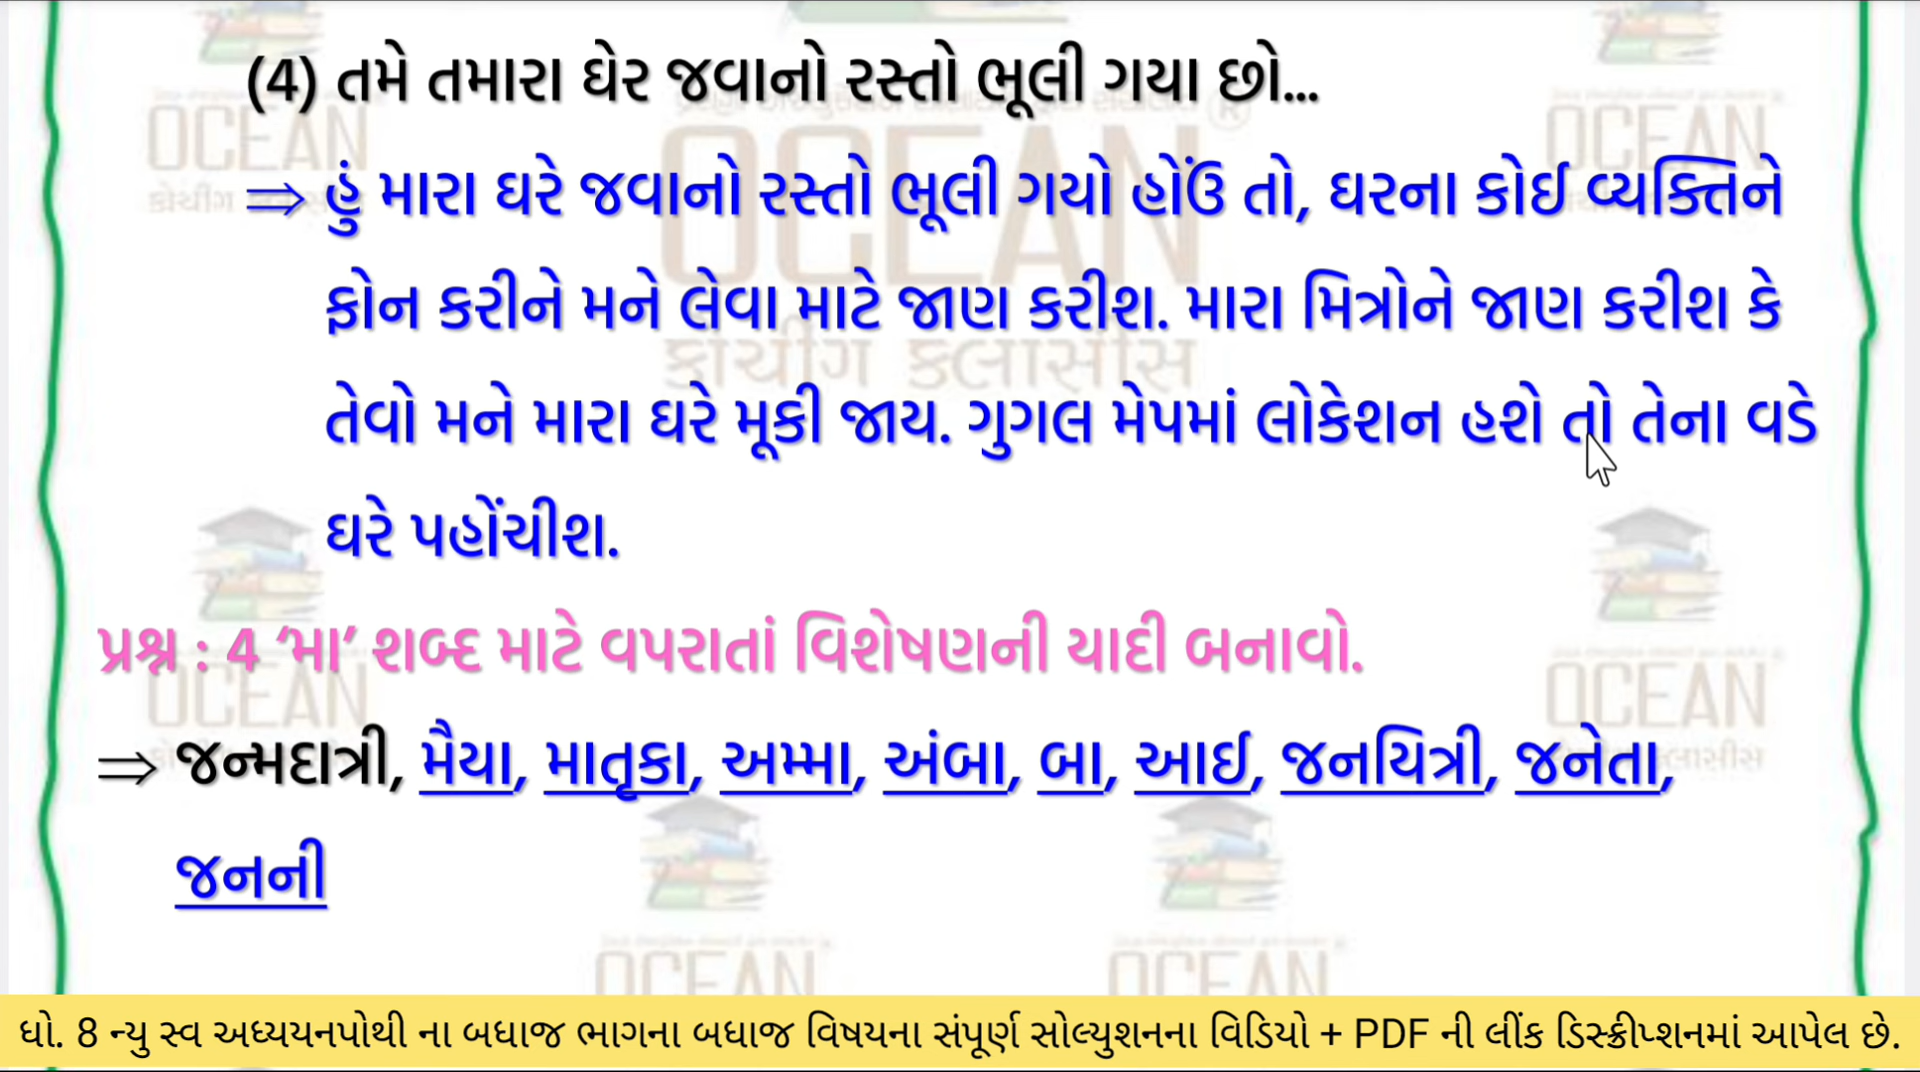 (4) તમે તમારા ઘેર જવાનો રસ્તો ભૂલી ગયા છો...
⇒ હું મારા ઘરે જવાનો રસ્તો ભૂલી ગયો હોંઉ તો, ઘરના કોઈ વ્યક્તિને
ફોન કરીને મને લેવા માટે જાણ કરીશ. મારા મિત્રોને જાણ કરીશ કે
તેવો મને મારા ઘરે મૂકી જાય. ગુગલ મેપમાં લોકેશન હશે તો તેના વડે
ઘરે પહોંચીશ.
પ્રશ્ન : 4 ‘મા’ શબ્દ માટે વપરાતાં વિશેષણની યાદી બનાવો.
⇒ જન્મદાત્રી, મૈયા, માતૃકા, અમ્મા, અંબા, બા, આઈ, જનયિત્રી, જનેતા,
જનની
ધો. 8 ન્યુ સ્વ અધ્યયનપોથી ના બધાજ ભાગના બધાજ વિષયના સંપૂર્ણ સોલ્યુશનના વિડિયો + PDF ની લીંક ડિસ્ક્રીપ્શનમાં આપેલ છે.
OCEAN
કોચીંગ ક્લાસીસ